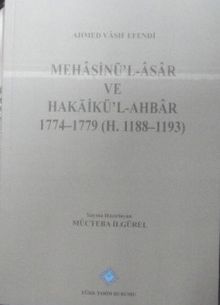 AHMED VÂSIF EFENDİ
MEHÂSİNÜ'L-ÂSÂR
VE
HAKĀİKÜ'L-AHBÂR
1774–1779 (H. 1188–1193)
Yayına Hazırlayan
MÜCTEBA İLGÜREL
TÜRK TARİH KURUMU